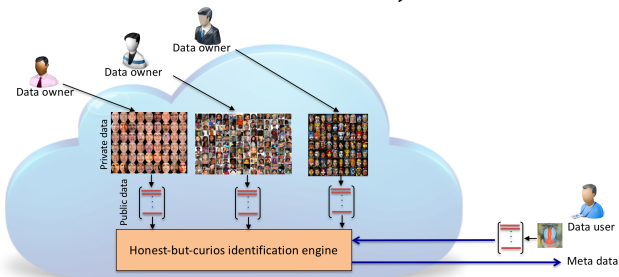 Data owner
Data owner
Data owner
Private data
Public data
Data user
Honest-but-curios identification engine
Meta data